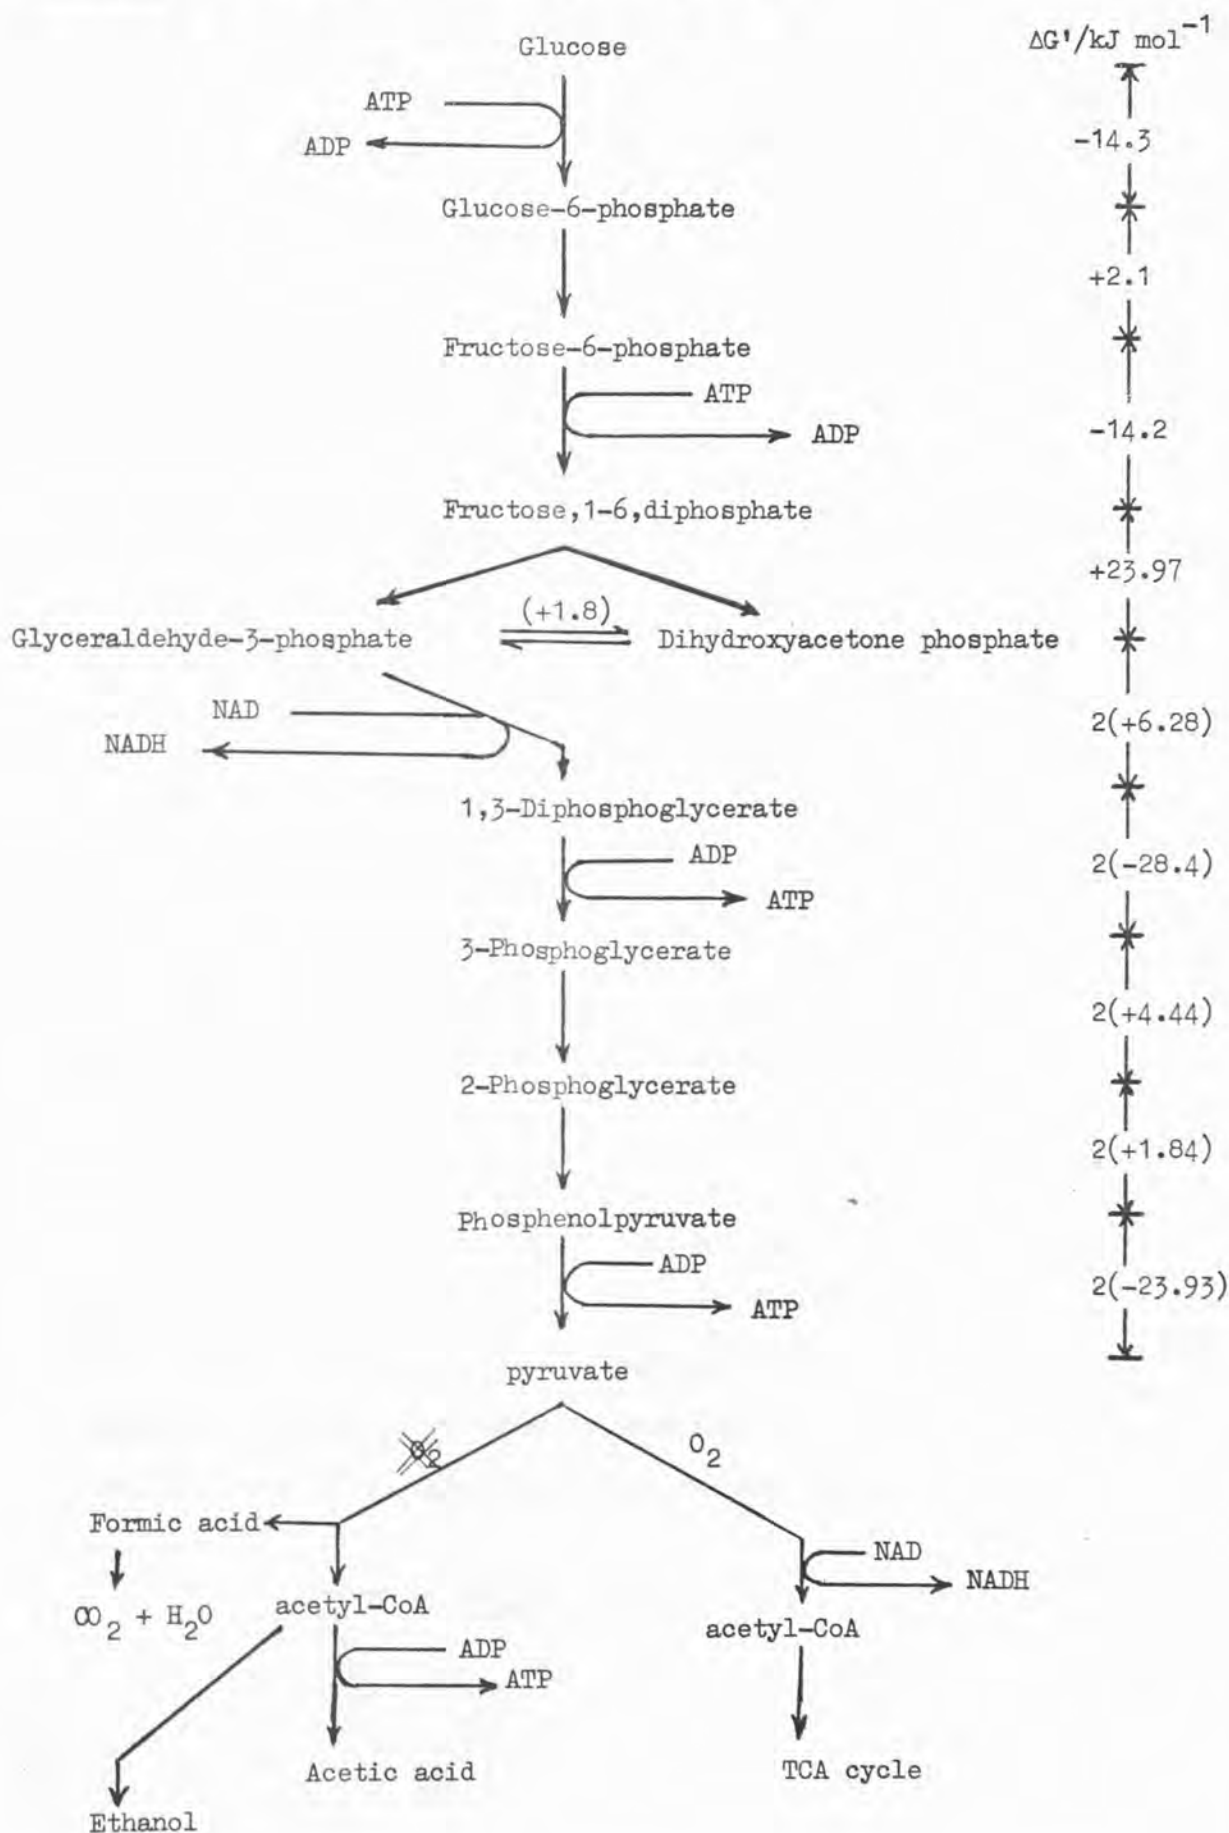 ΔG'/kJ mol⁻¹
Glucose
ATP
ADP
-14.3
Glucose-6-phosphate
+2.1
Fructose-6-phosphate
ATP
ADP
-14.2
Fructose,1-6,diphosphate
+23.97
(+1.8)
Glyceraldehyde-3-phosphate
Dihydroxyacetone phosphate
NAD
NADH
2(+6.28)
1,3-Diphosphoglycerate
ADP
ATP
2(-28.4)
3-Phosphoglycerate
2(+4.44)
2-Phosphoglycerate
2(+1.84)
Phosphenolpyruvate
ADP
ATP
2(-23.93)
pyruvate
O₂
O₂
Formic acid
NAD
NADH
CO₂ + H₂O
acetyl-CoA
acetyl-CoA
ADP
ATP
Acetic acid
TCA cycle
Ethanol